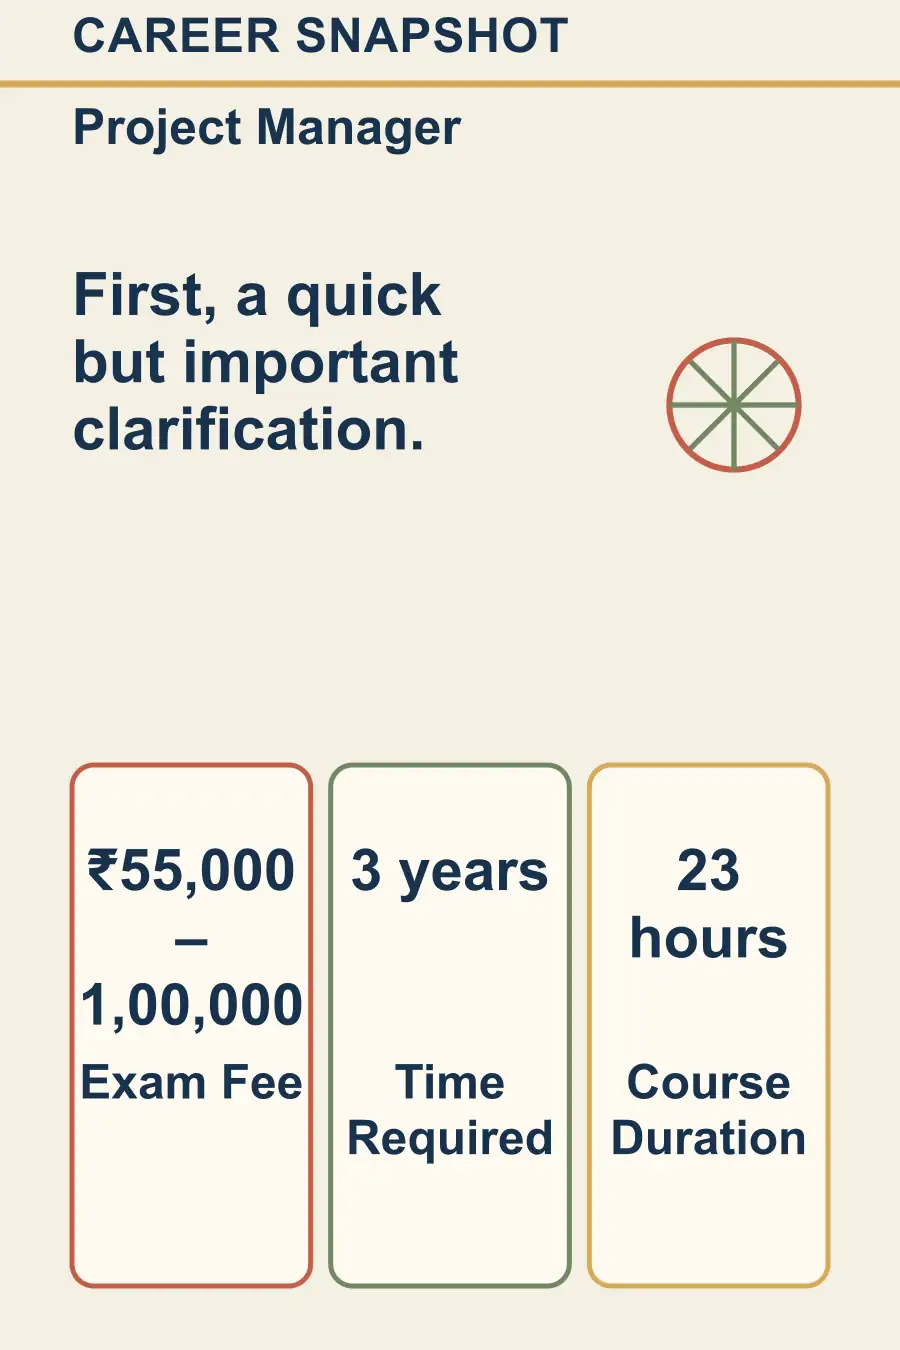 CAREER SNAPSHOT
Project Manager
First, a quick
but important
clarification.
₹55,000
–
1,00,000
Exam Fee
3 years
Time
Required
23
hours
Course
Duration